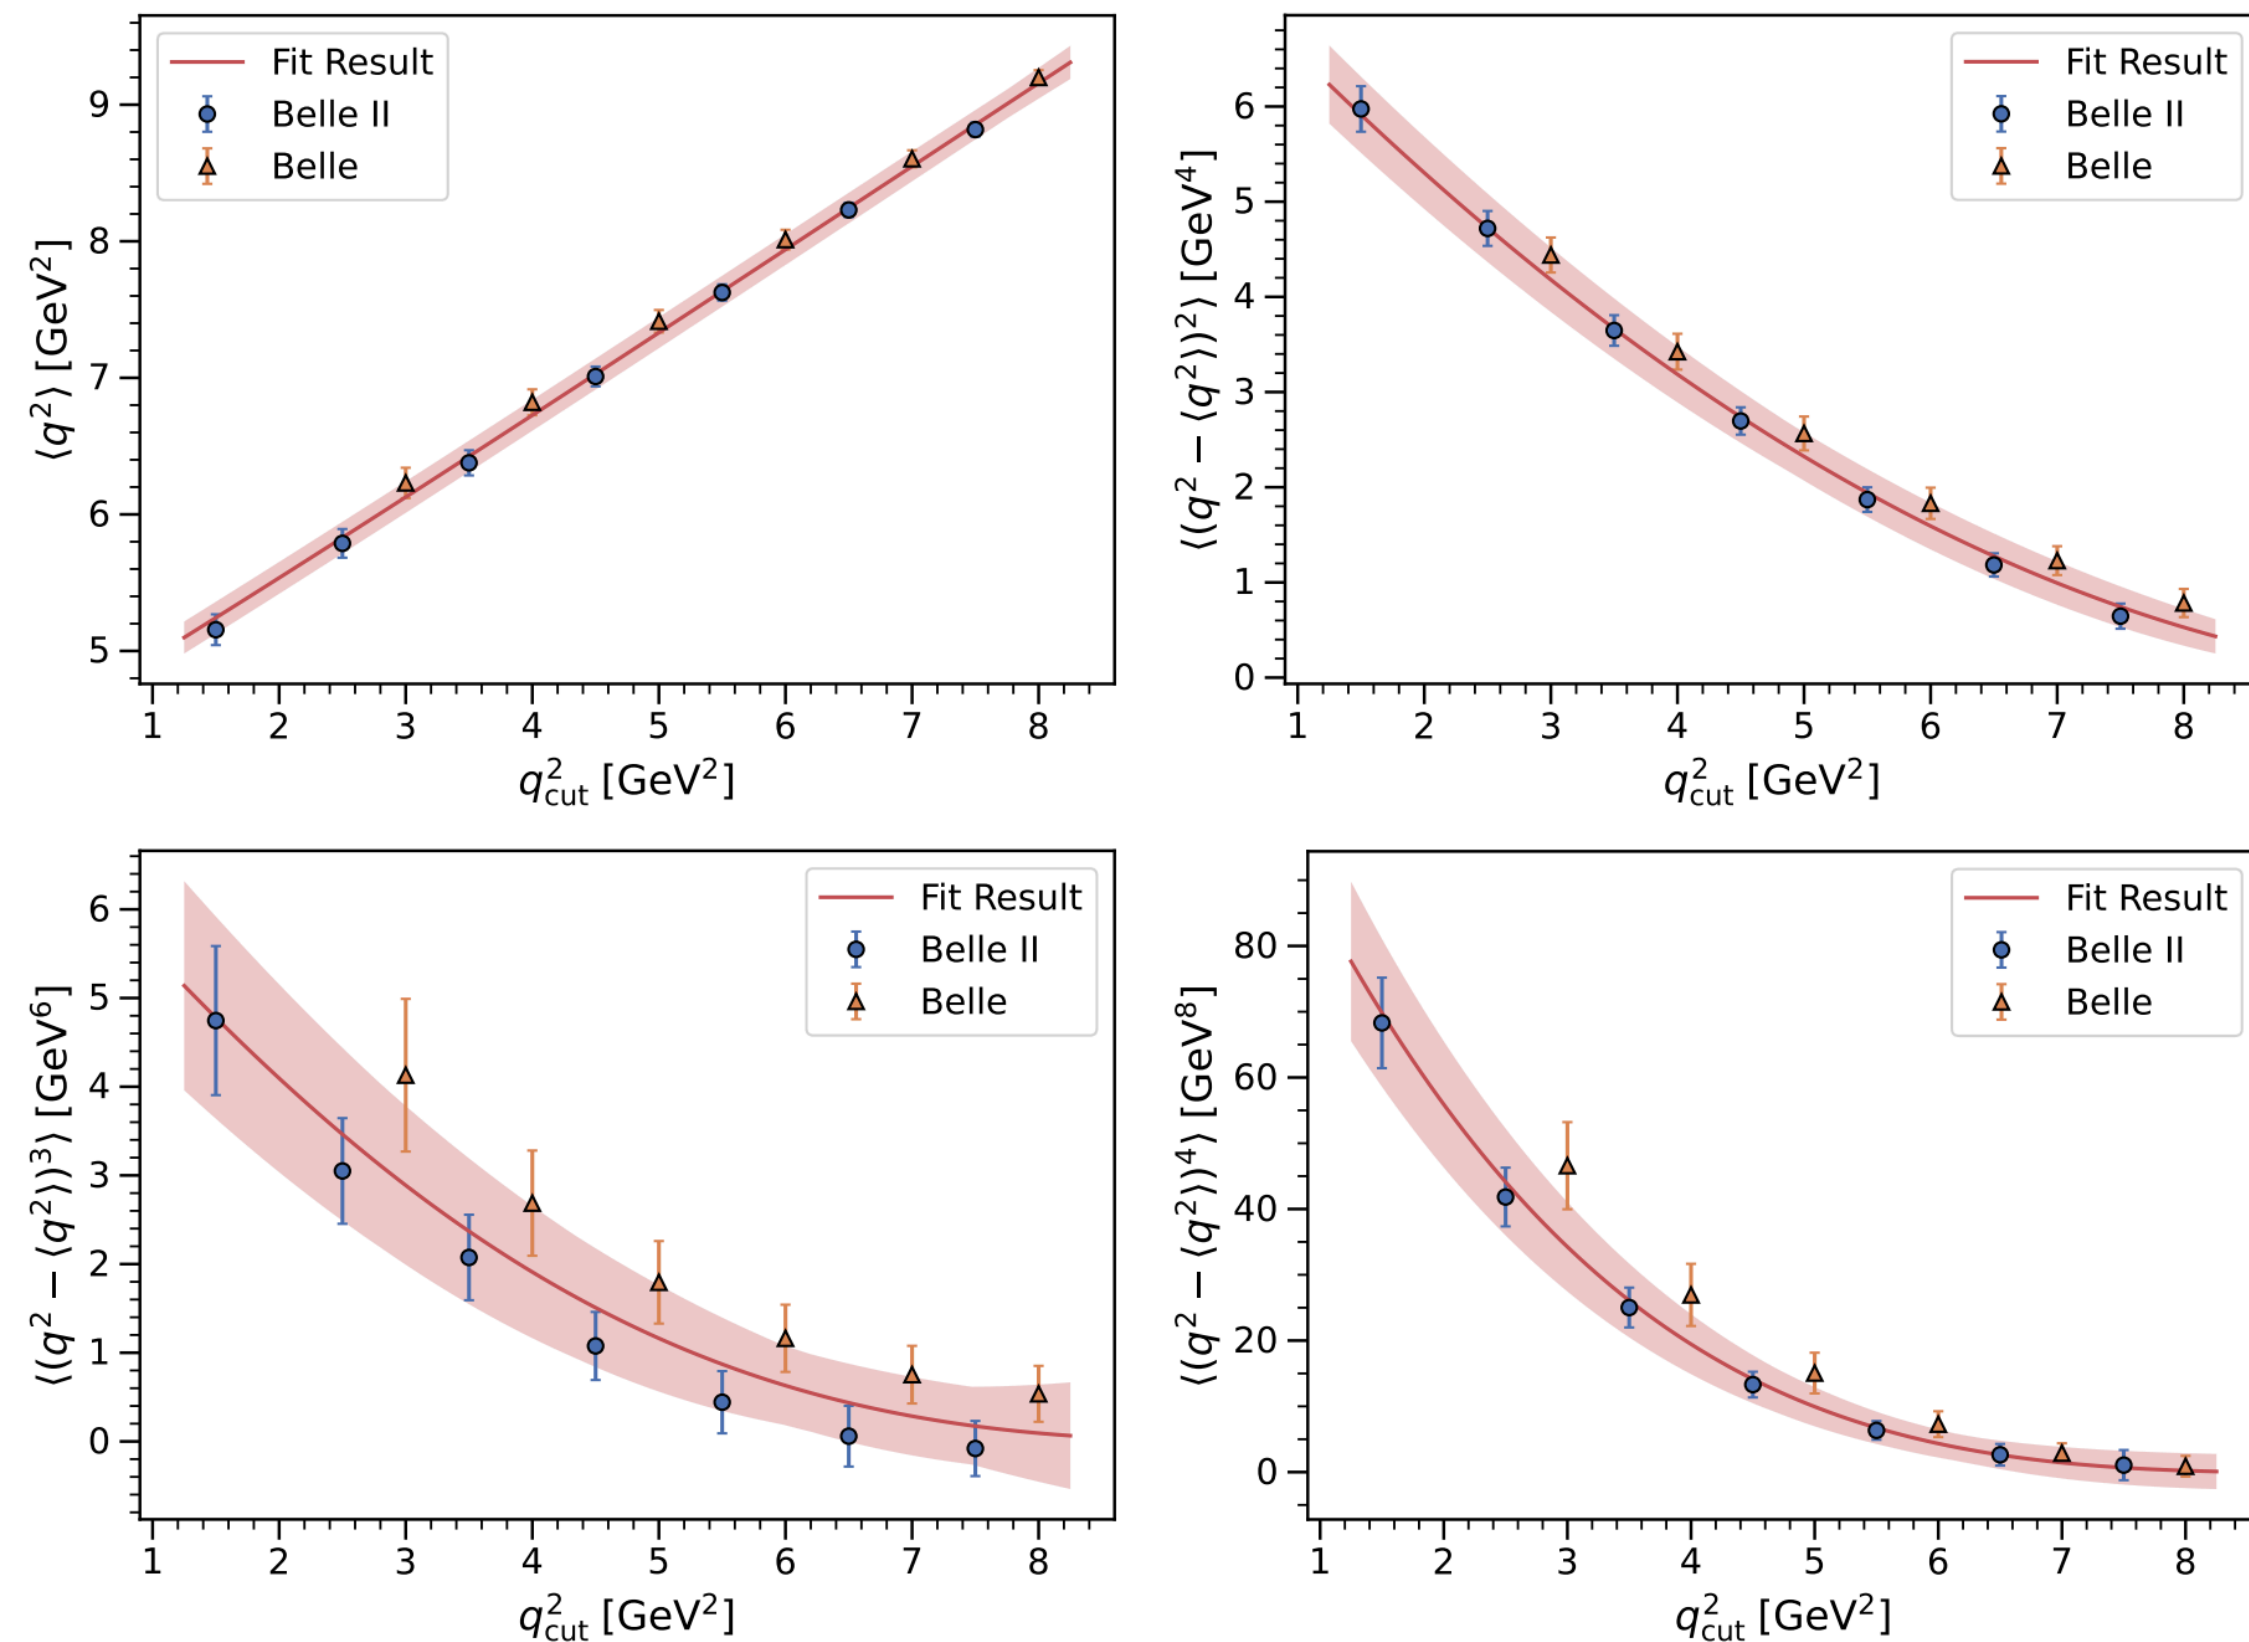 Fit Result
Belle II
Belle
9
8
7
6
5
⟨q²⟩ [GeV²]
1 2 3 4 5 6 7 8
q²cut [GeV²]
Fit Result
Belle II
Belle
6
5
4
3
2
1
0
⟨(q² − ⟨q²⟩)²⟩ [GeV⁴]
1 2 3 4 5 6 7 8
q²cut [GeV²]
Fit Result
Belle II
Belle
6
5
4
3
2
1
0
⟨(q² − ⟨q²⟩)³⟩ [GeV⁶]
1 2 3 4 5 6 7 8
q²cut [GeV²]
Fit Result
Belle II
Belle
80
60
40
20
0
⟨(q² − ⟨q²⟩)⁴⟩ [GeV⁸]
1 2 3 4 5 6 7 8
q²cut [GeV²]